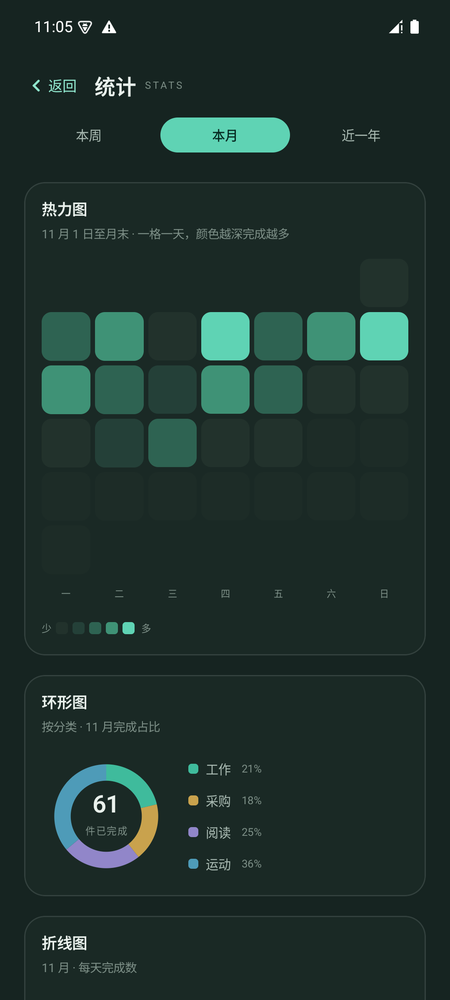 11:05
返回 统计 STATS
本周 本月 近一年
热力图
11 月 1 日至月末 · 一格一天，颜色越深完成越多
一 二 三 四 五 六 日
少 多
环形图
按分类 · 11 月完成占比
61
件已完成
工作 21%
采购 18%
阅读 25%
运动 36%
折线图
11 月 · 每天完成数